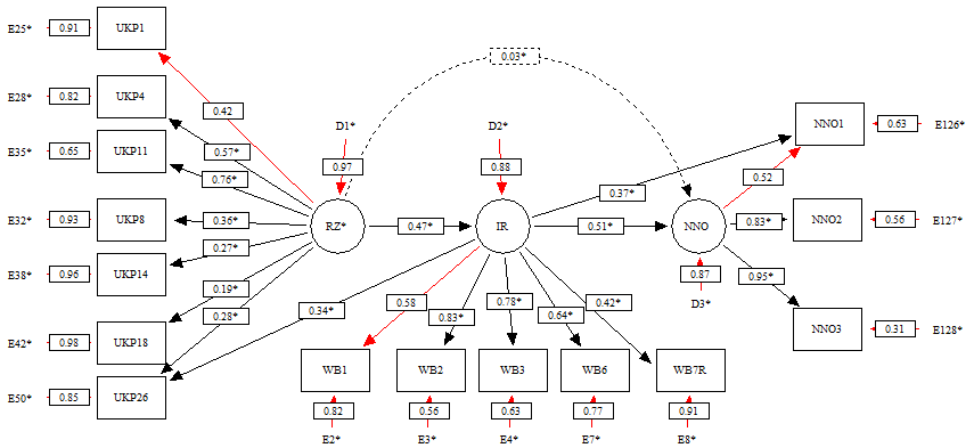 E25* 0.91 UKP1
0.03*
E28* 0.82 UKP4
0.42
D1*
D2*
NNO1 0.63 E126*
E35* 0.65 UKP11
0.57*
0.97
0.88
0.52
0.76*
0.37*
E32* 0.93 UKP8 0.36* RZ* 0.47* IR 0.51* NNO 0.83* NNO2 0.56 E127*
E38* 0.96 UKP14
0.27*
0.87
0.95*
0.19*
0.34*
0.58
0.78*
0.42*
D3*
0.28*
0.83*
0.64*
E42* 0.98 UKP18
NNO3 0.31 E128*
WB1 WB2 WB3 WB6 WB7R
E50* 0.85 UKP26
0.82 0.56 0.63 0.77 0.91
E2* E3* E4* E7* E8*